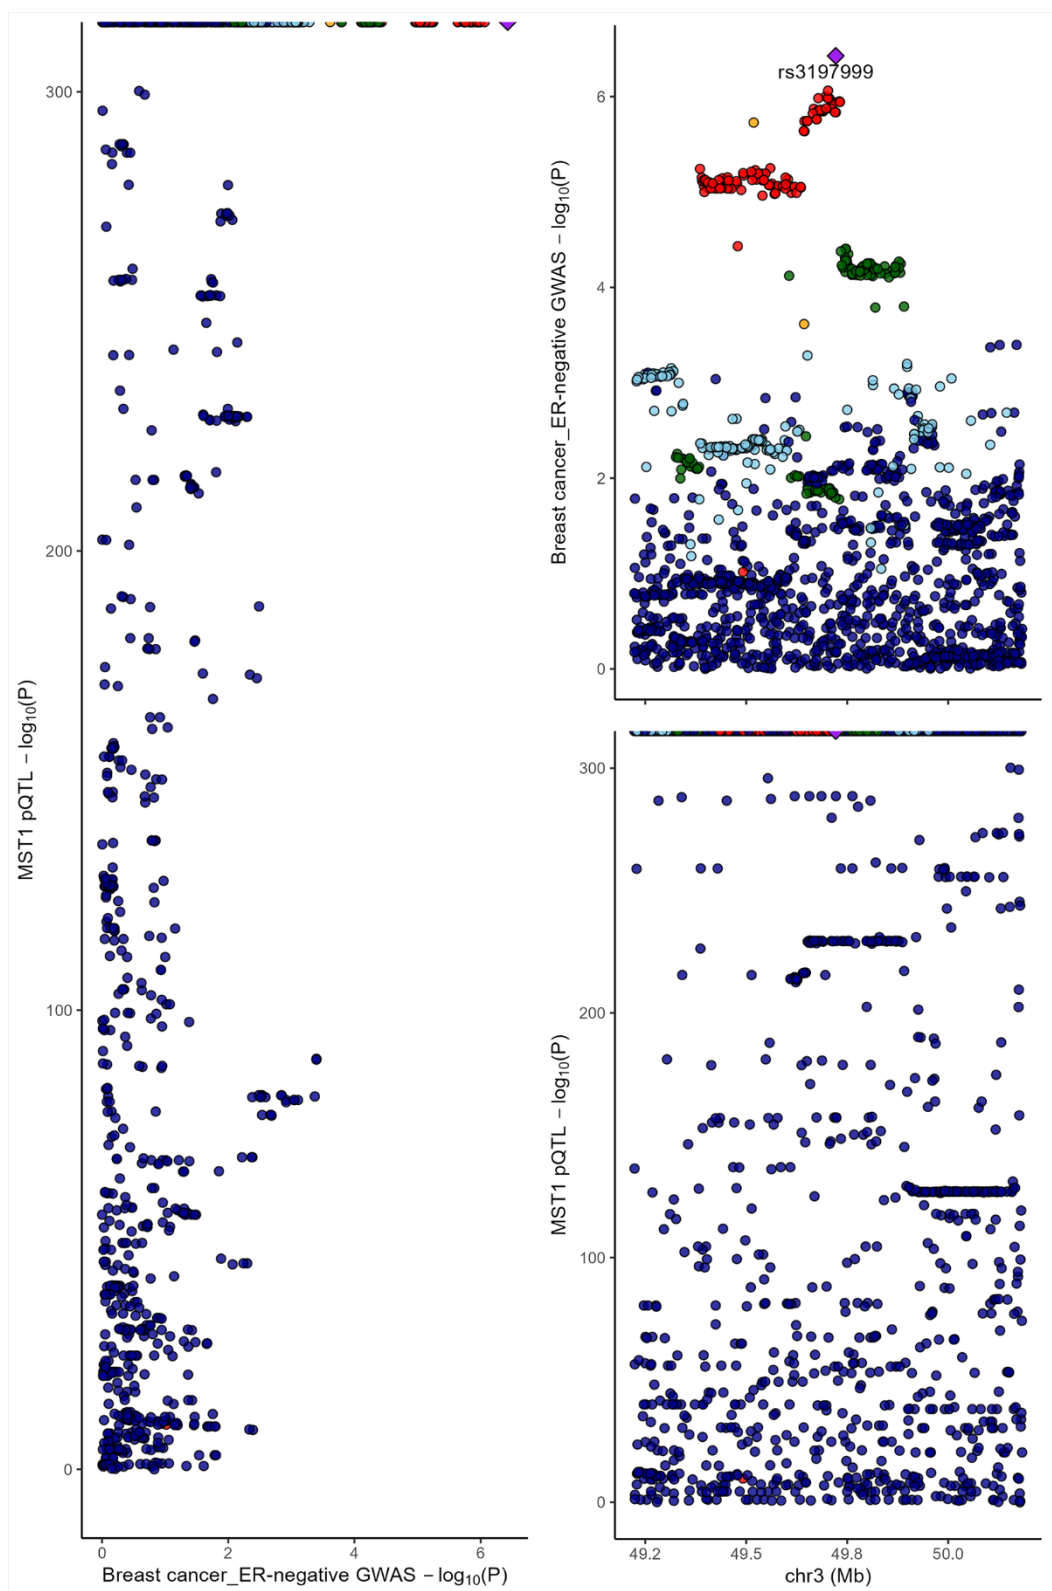 300
200
100
0
MST1 pQTL − log10(P)
0 2 4 6
Breast cancer_ER-negative GWAS − log10(P)
rs3197999
6
4
2
0
Breast cancer_ER-negative GWAS − log10(P)
300
200
100
0
MST1 pQTL − log10(P)
49.2 49.5 49.8 50.0
chr3 (Mb)